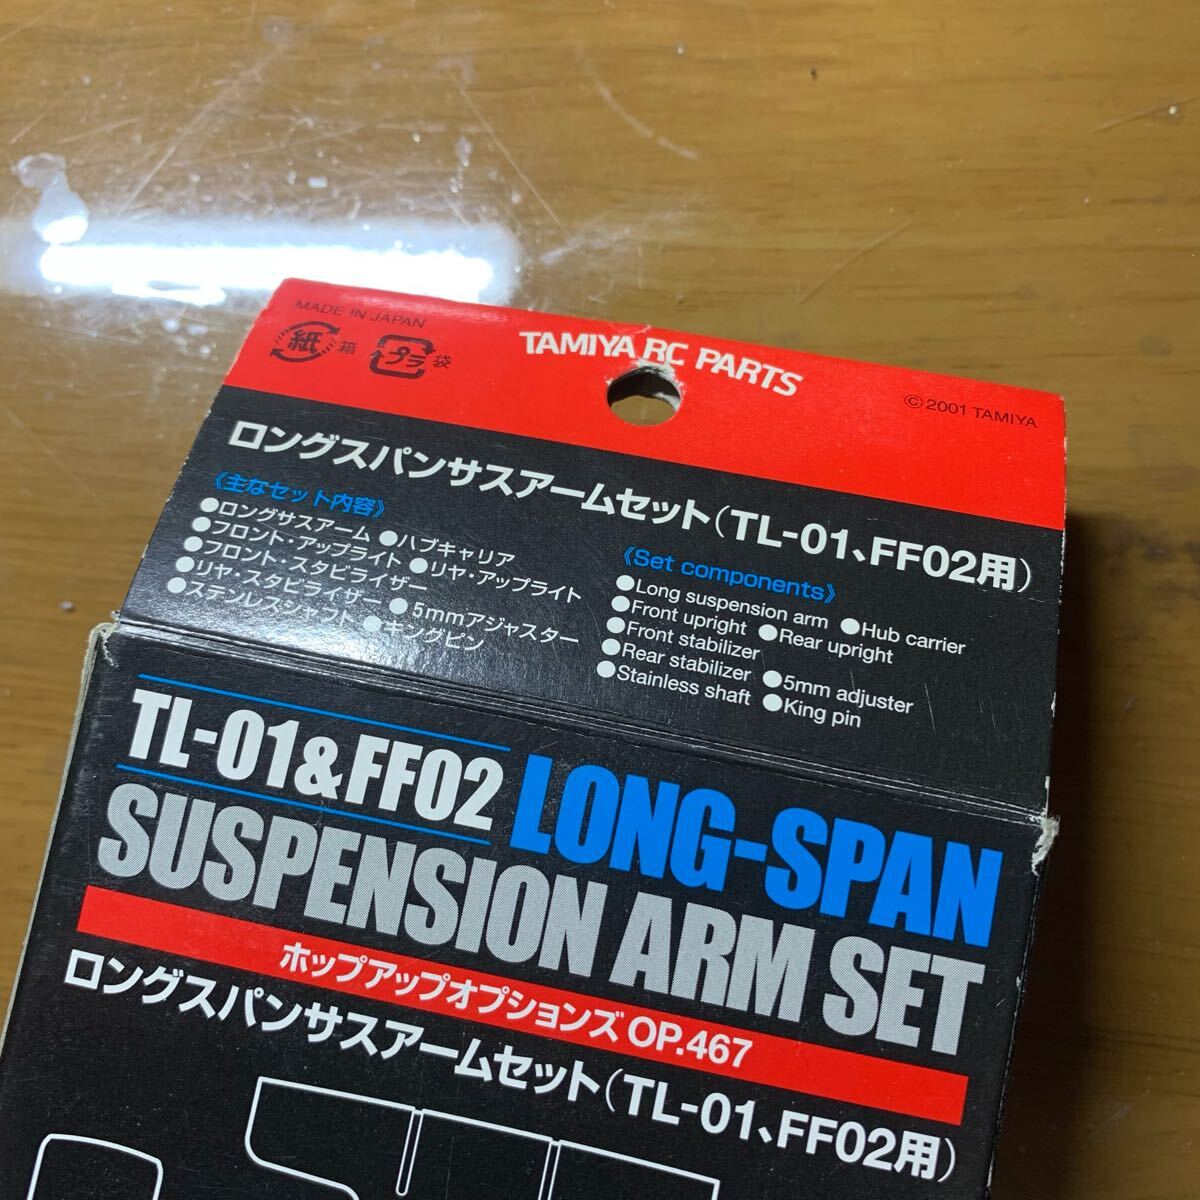 MADE IN JAPAN
紙 箱 プラ 袋
TAMIYA RC PARTS
© 2001 TAMIYA
ロングスパンサスアームセット(TL-01、FF02用)
《主なセット内容》
●ロングサスアーム ●ハブキャリア
●フロント・アップライト ●リヤ・アップライト
●フロント・スタビライザー
●リヤ・スタビライザー ●5mmアジャスター
●ステンレスシャフト ●キングピン
《Set components》
●Long suspension arm ●Hub carrier
●Front upright ●Rear upright
●Front stabilizer
●Rear stabilizer ●5mm adjuster
●Stainless shaft ●King pin
TL-01&FF02 LONG-SPAN
SUSPENSION ARM SET
ホップアップオプションズ OP.467
ロングスパンサスアームセット(TL-01、FF02用)